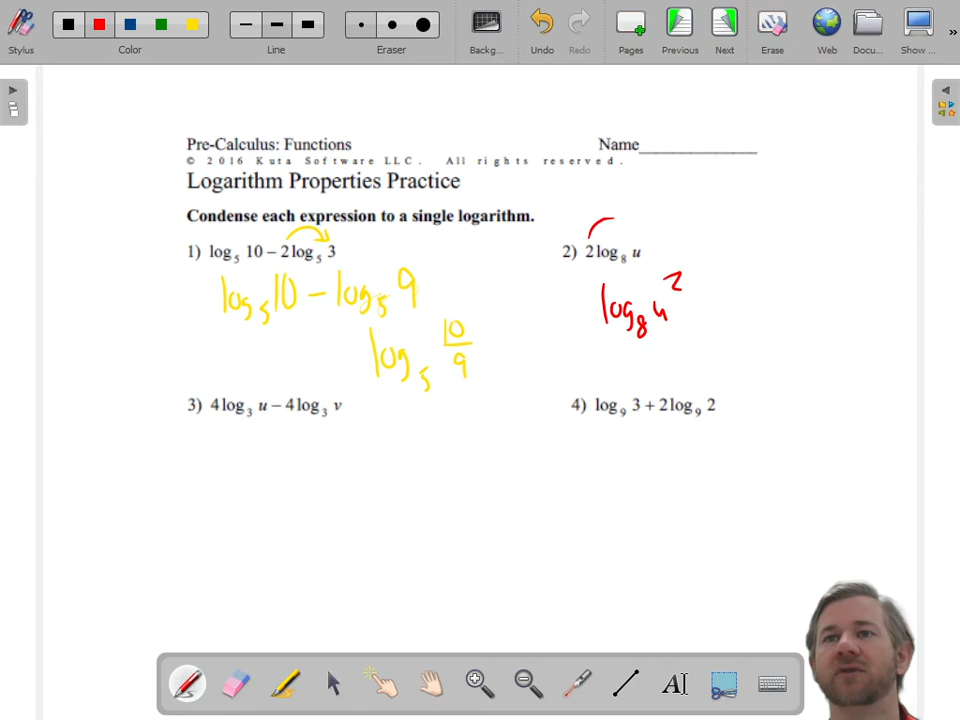 Stylus Color Line Eraser Backg... Undo Redo Pages Previous Next Erase Web Docu... Show ... »
Pre-Calculus: Functions Name_______________
© 2016 Kuta Software LLC. All rights reserved.
Logarithm Properties Practice
Condense each expression to a single logarithm.
1) log₅ 10 − 2log₅ 3 2) 2log₈ u
log₅ 10 − log₅ 9 log₈ u²
log₅ 10/9
3) 4log₃ u − 4log₃ v 4) log₉ 3 + 2log₉ 2